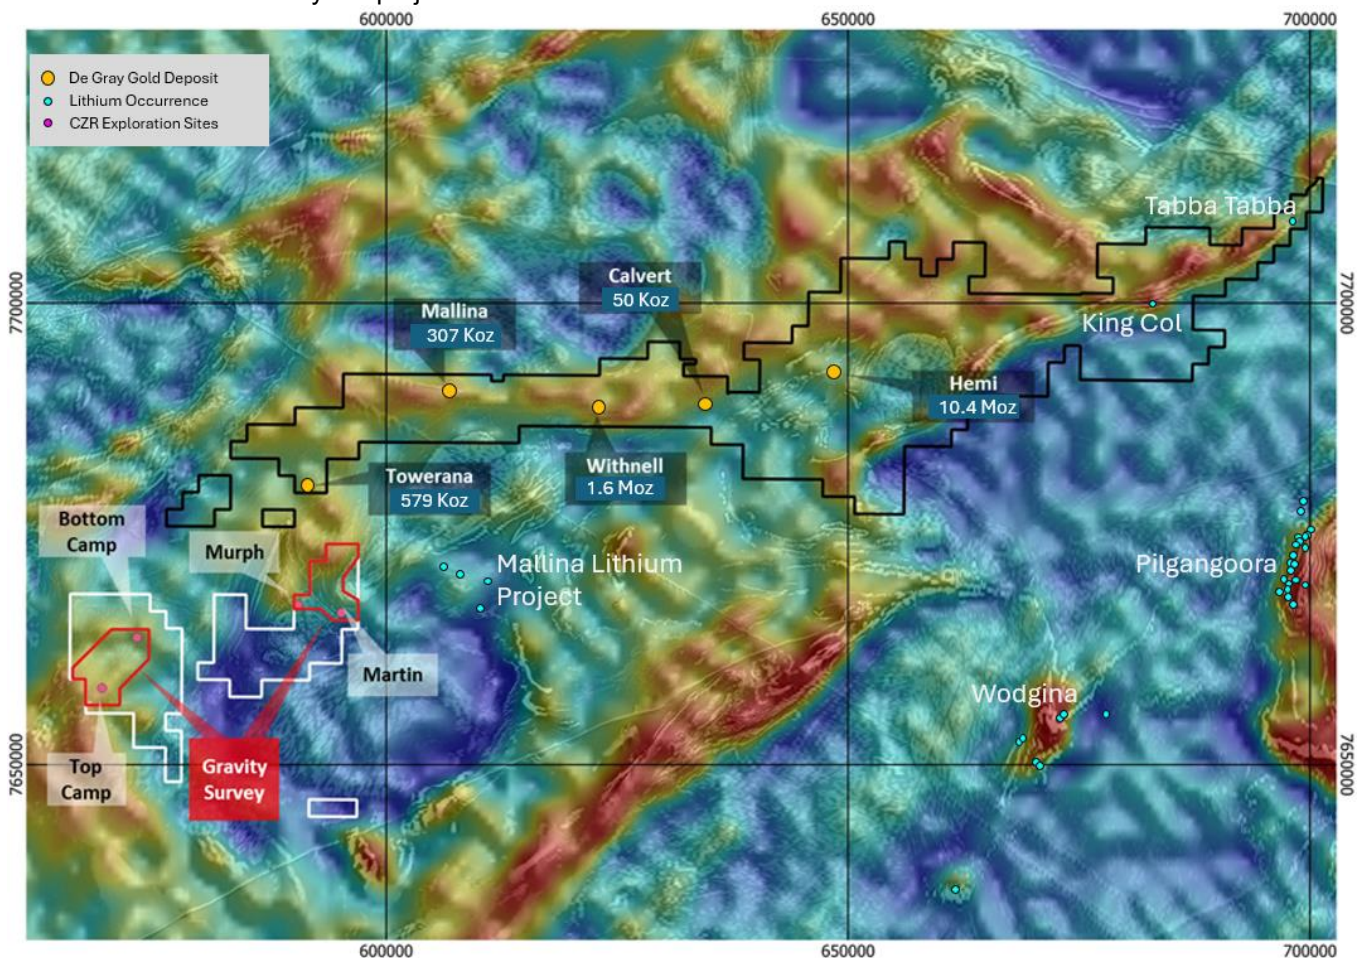 600000
650000
700000
De Gray Gold Deposit
Lithium Occurrence
CZR Exploration Sites
Tabba Tabba
Calvert
50 Koz
7700000
7700000
Mallina
307 Koz
King Col
Hemi
10.4 Moz
Withnell
1.6 Moz
Towerana
579 Koz
Bottom
Camp
Murph
Mallina Lithium
Project
Pilgangoora
Martin
Wodgina
Top
Camp
Gravity
Survey
7650000
7650000
600000
650000
700000